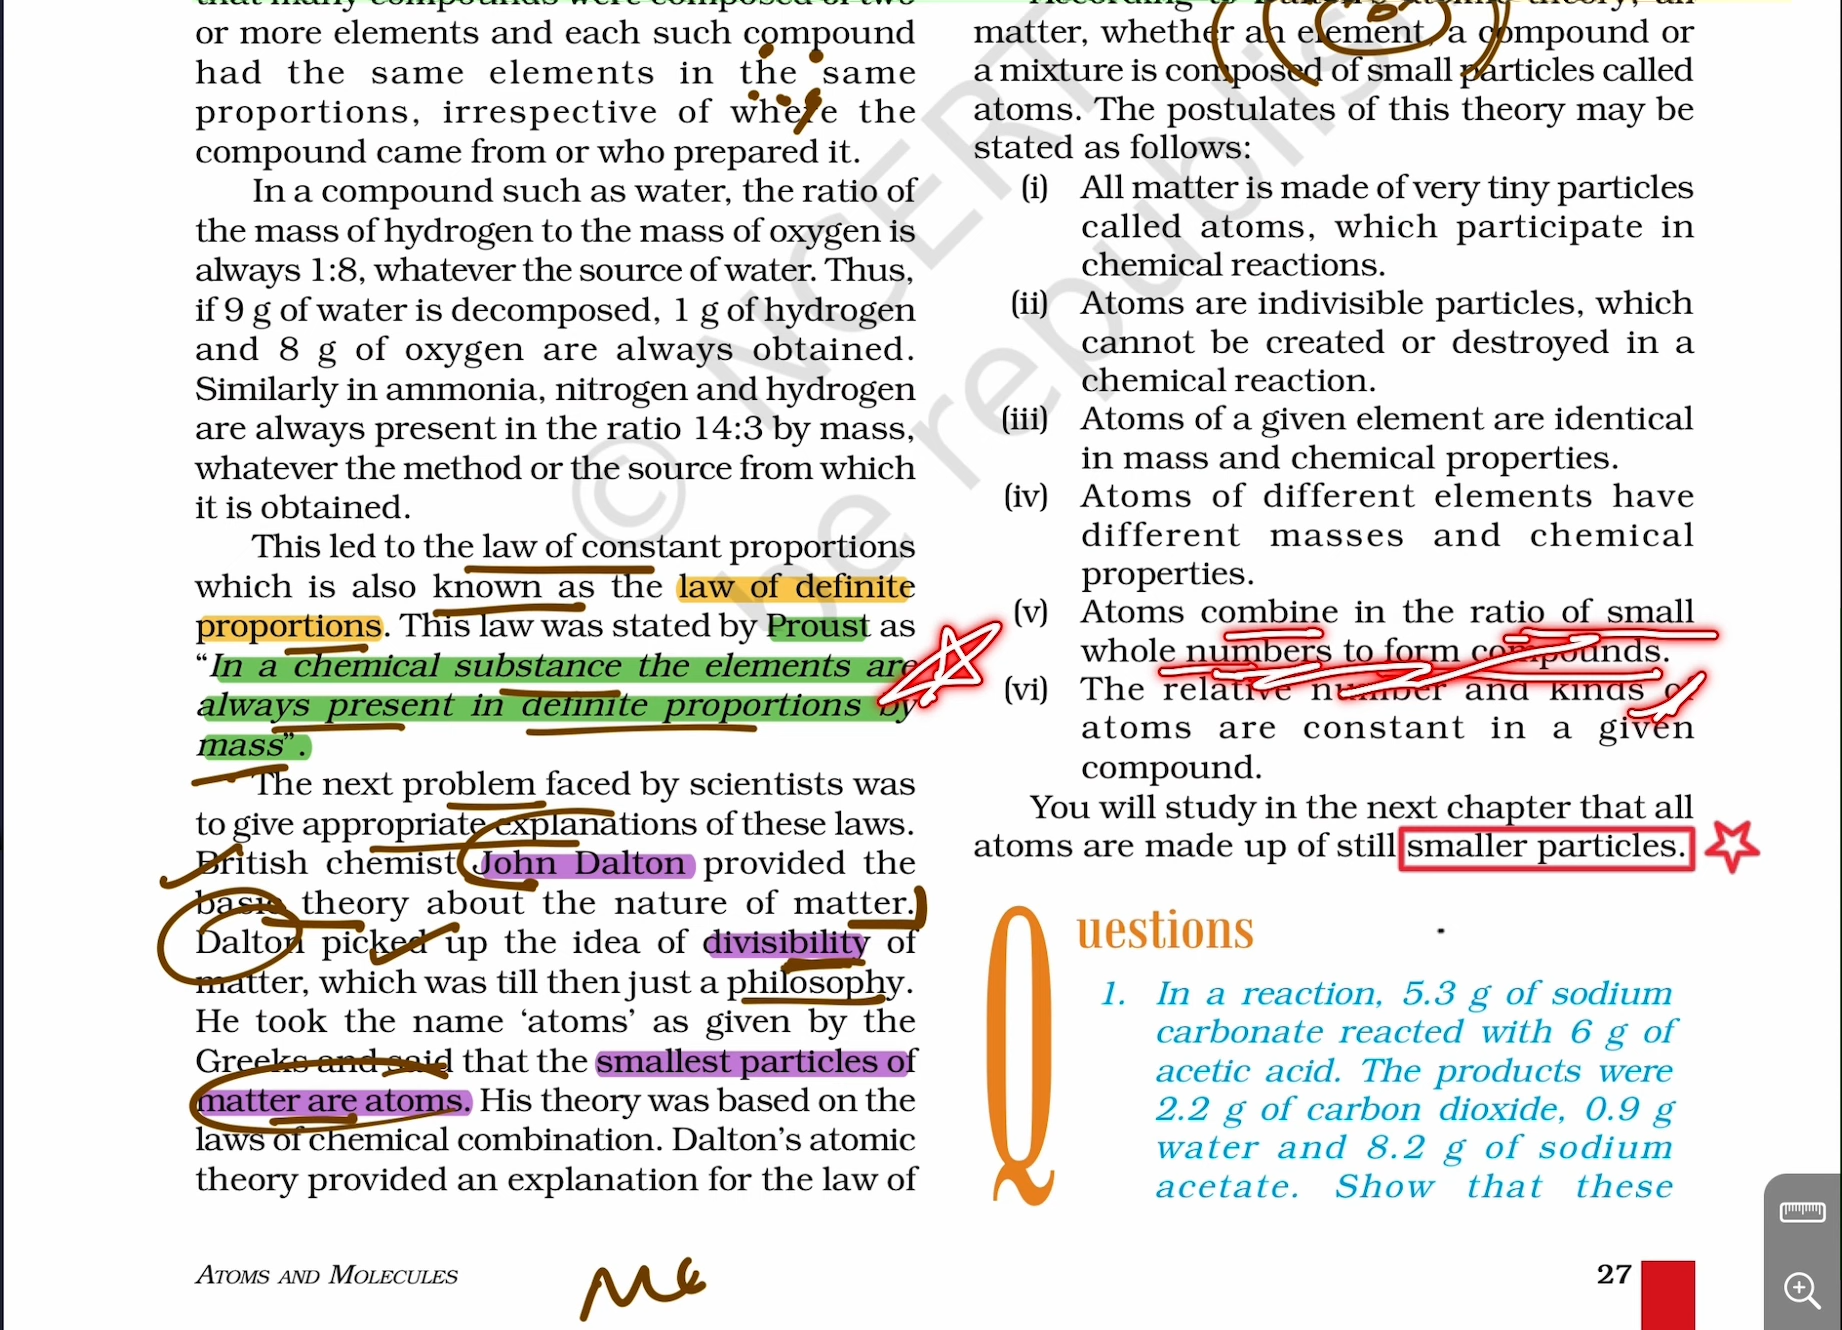 or more elements and each such compound
had the same elements in the same
proportions, irrespective of where the
compound came from or who prepared it.
In a compound such as water, the ratio of
the mass of hydrogen to the mass of oxygen is
always 1:8, whatever the source of water. Thus,
if 9 g of water is decomposed, 1 g of hydrogen
and 8 g of oxygen are always obtained.
Similarly in ammonia, nitrogen and hydrogen
are always present in the ratio 14:3 by mass,
whatever the method or the source from which
it is obtained.
This led to the law of constant proportions
which is also known as the law of definite
proportions. This law was stated by Proust as
“In a chemical substance the elements are
always present in definite proportions by
mass”.
The next problem faced by scientists was
to give appropriate explanations of these laws.
British chemist John Dalton provided the
basic theory about the nature of matter.
Dalton picked up the idea of divisibility of
matter, which was till then just a philosophy.
He took the name ‘atoms’ as given by the
Greeks and said that the smallest particles of
matter are atoms. His theory was based on the
laws of chemical combination. Dalton’s atomic
theory provided an explanation for the law of
matter, whether an element, a compound or
a mixture is composed of small particles called
atoms. The postulates of this theory may be
stated as follows:
(i) All matter is made of very tiny particles
called atoms, which participate in
chemical reactions.
(ii) Atoms are indivisible particles, which
cannot be created or destroyed in a
chemical reaction.
(iii) Atoms of a given element are identical
in mass and chemical properties.
(iv) Atoms of different elements have
different masses and chemical
properties.
(v) Atoms combine in the ratio of small
whole numbers to form compounds.
(vi) The relative number and kinds of
atoms are constant in a given
compound.
You will study in the next chapter that all
atoms are made up of still smaller particles.
Questions
1. In a reaction, 5.3 g of sodium
carbonate reacted with 6 g of
acetic acid. The products were
2.2 g of carbon dioxide, 0.9 g
water and 8.2 g of sodium
acetate. Show that these
ATOMS AND MOLECULES
27
© NCERT
be republis